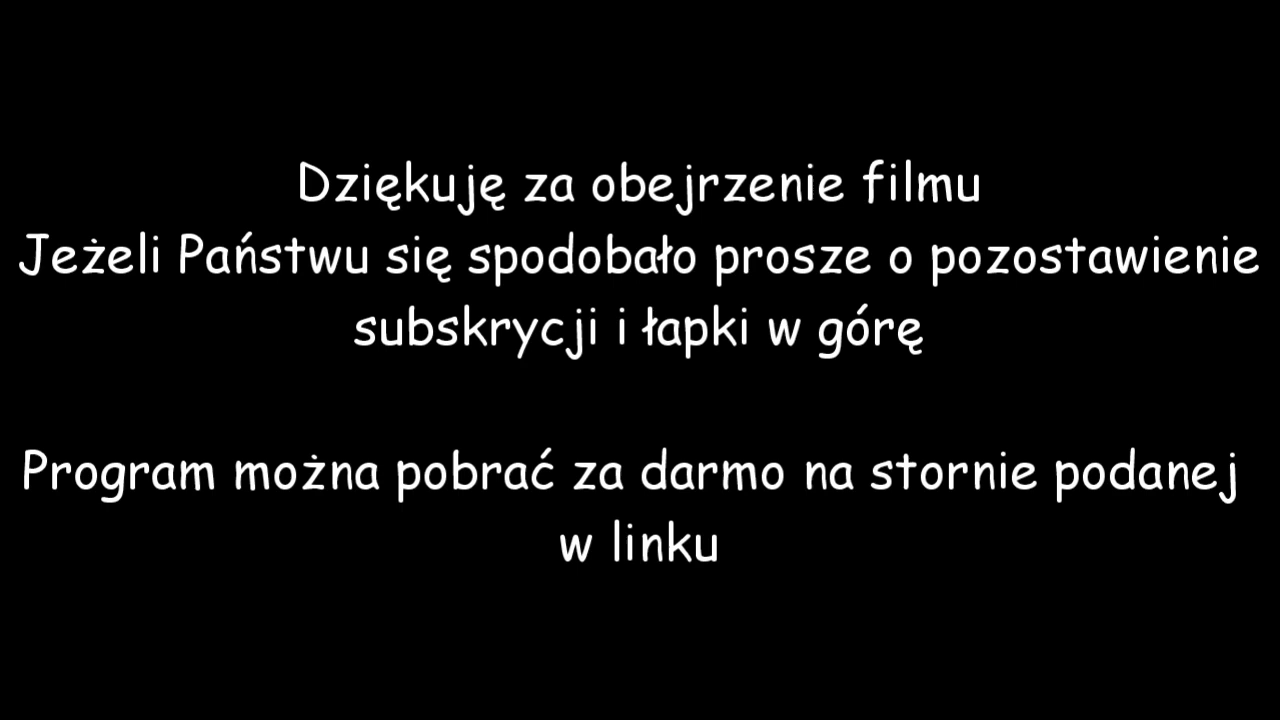 Dziękuję za obejrzenie filmu
Jeżeli Państwu się spodobało prosze o pozostawienie
subskrycji i łapki w górę
Program można pobrać za darmo na stornie podanej
w linku